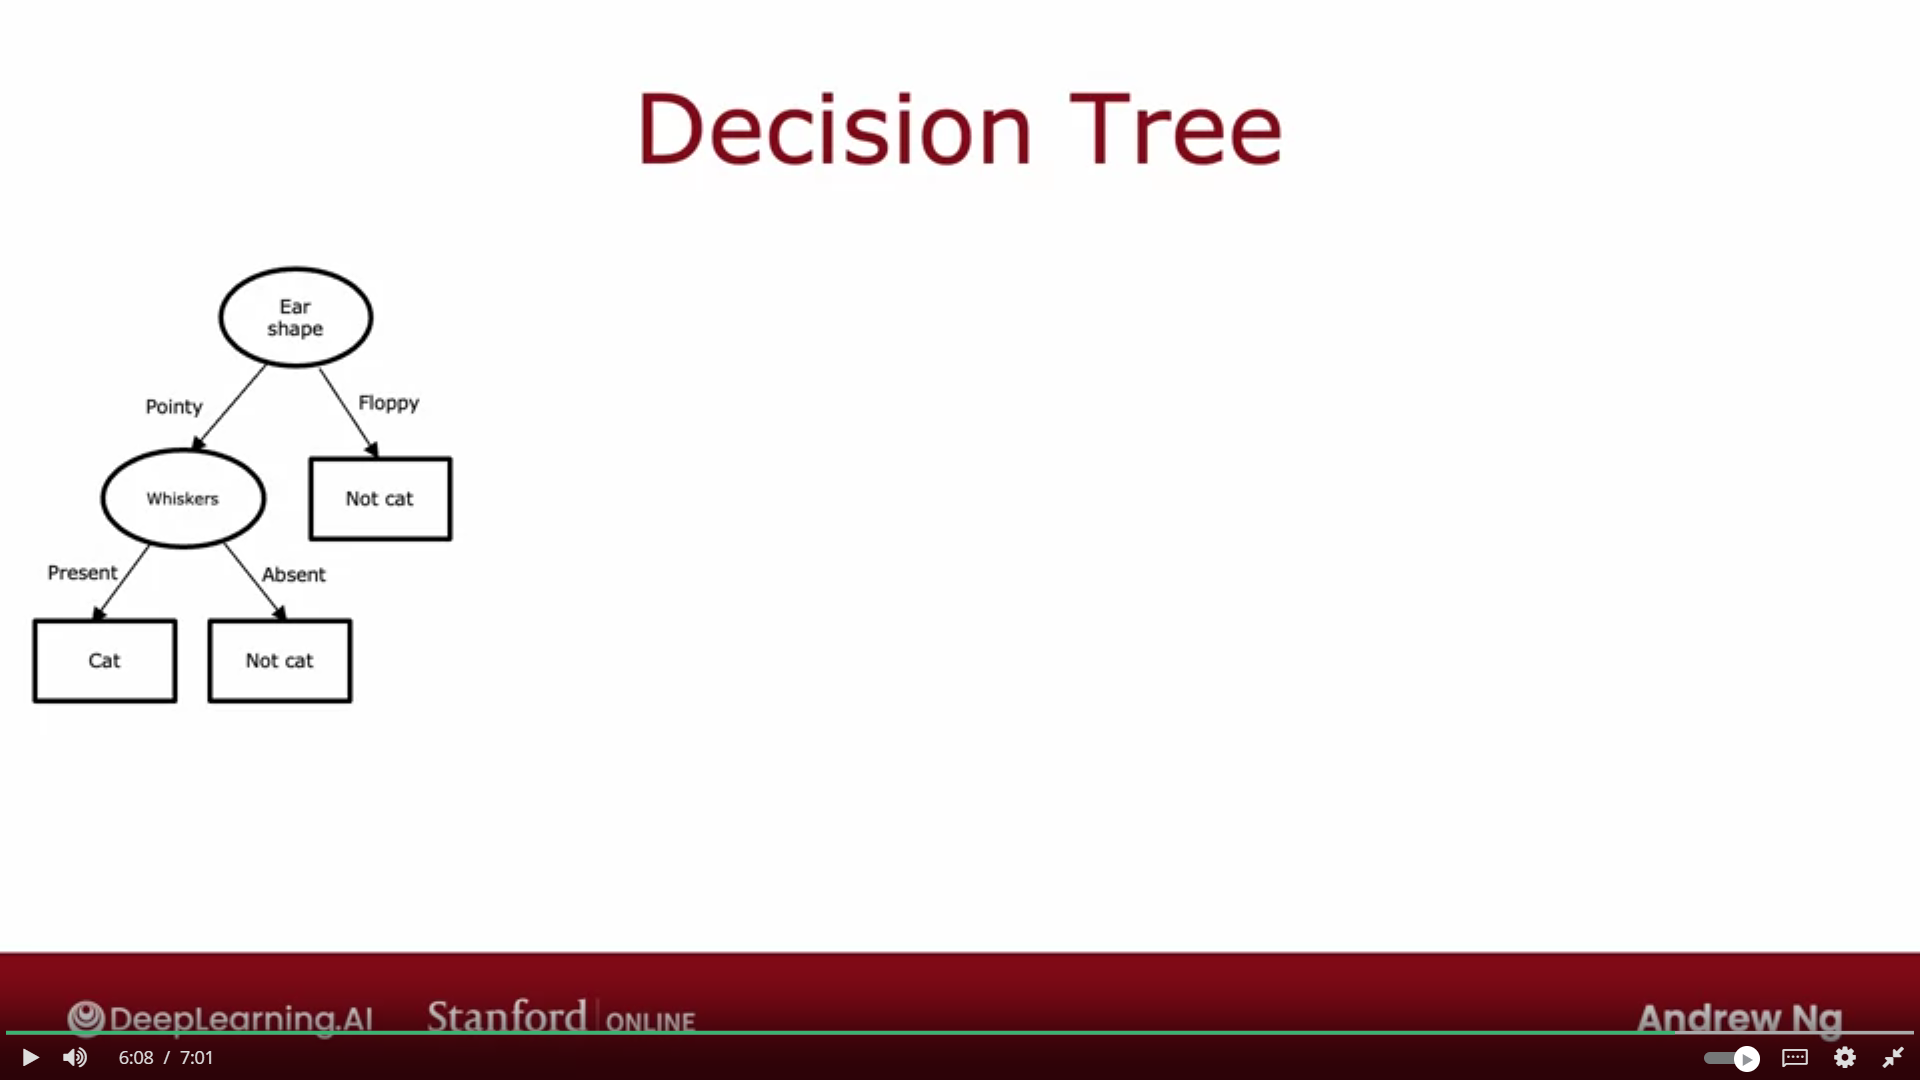 Decision Tree
Ear
shape
Pointy
Floppy
Whiskers
Not cat
Present
Absent
Cat
Not cat
DeepLearning.AI
Stanford ONLINE
Andrew Ng
6:08 / 7:01